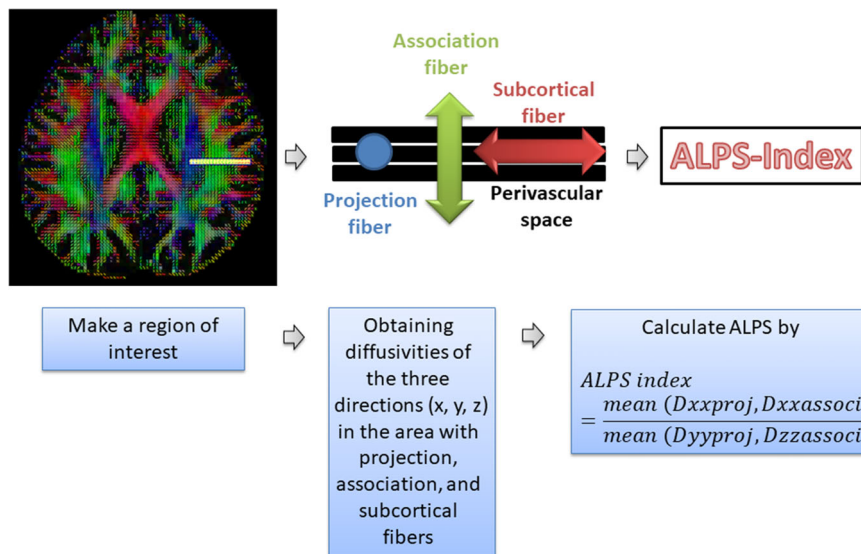 Association
fiber
Subcortical
fiber
ALPS-Index
Projection
fiber
Perivascular
space
Make a region of
interest
Obtaining
diffusivities of
the three
directions (x, y, z)
in the area with
projection,
association, and
subcortical
fibers
Calculate ALPS by
ALPS index
= mean (Dxxproj, Dxxassoci
mean (Dyyproj, Dzzassoci